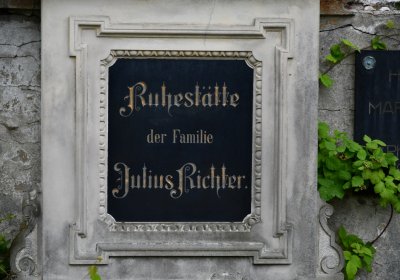 Ruhestätte
der Familie
Julius Richter.